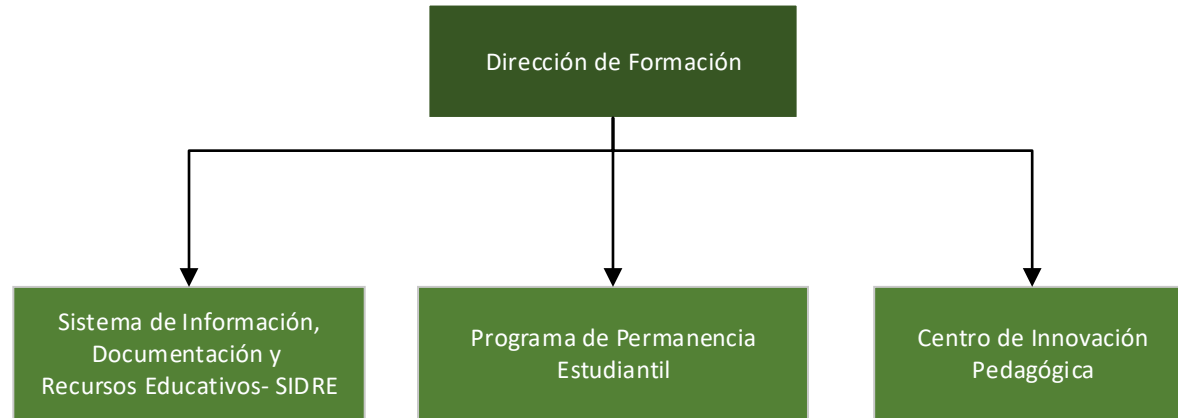 Dirección de Formación
Sistema de Información,
Documentación y
Recursos Educativos- SIDRE
Programa de Permanencia
Estudiantil
Centro de Innovación
Pedagógica